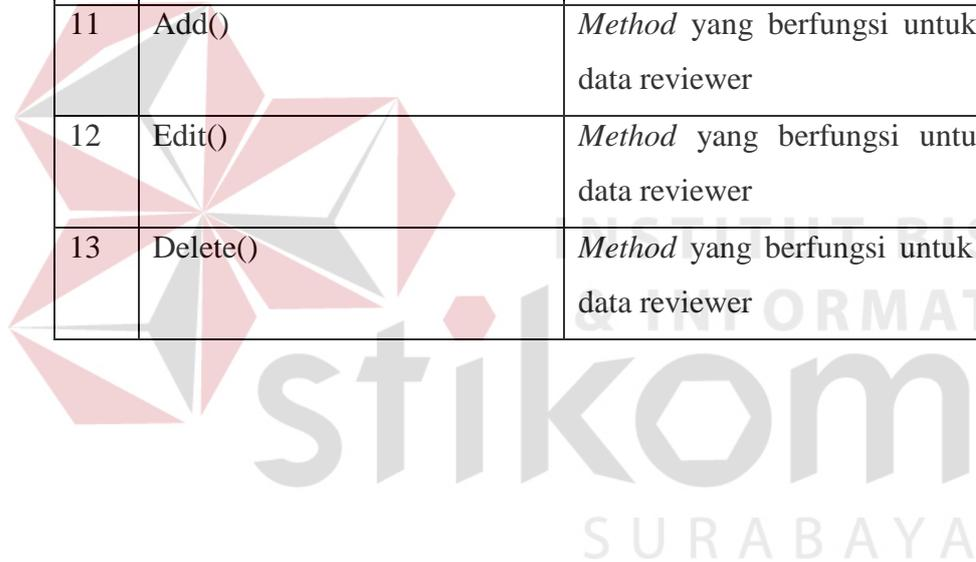 11 Add() Method yang berfungsi untuk
data reviewer
12 Edit() Method yang berfungsi untu
data reviewer
13 Delete() Method yang berfungsi untuk
data reviewer
INSTITUT BIS
& INFORMAT
stikom
SURABAYA